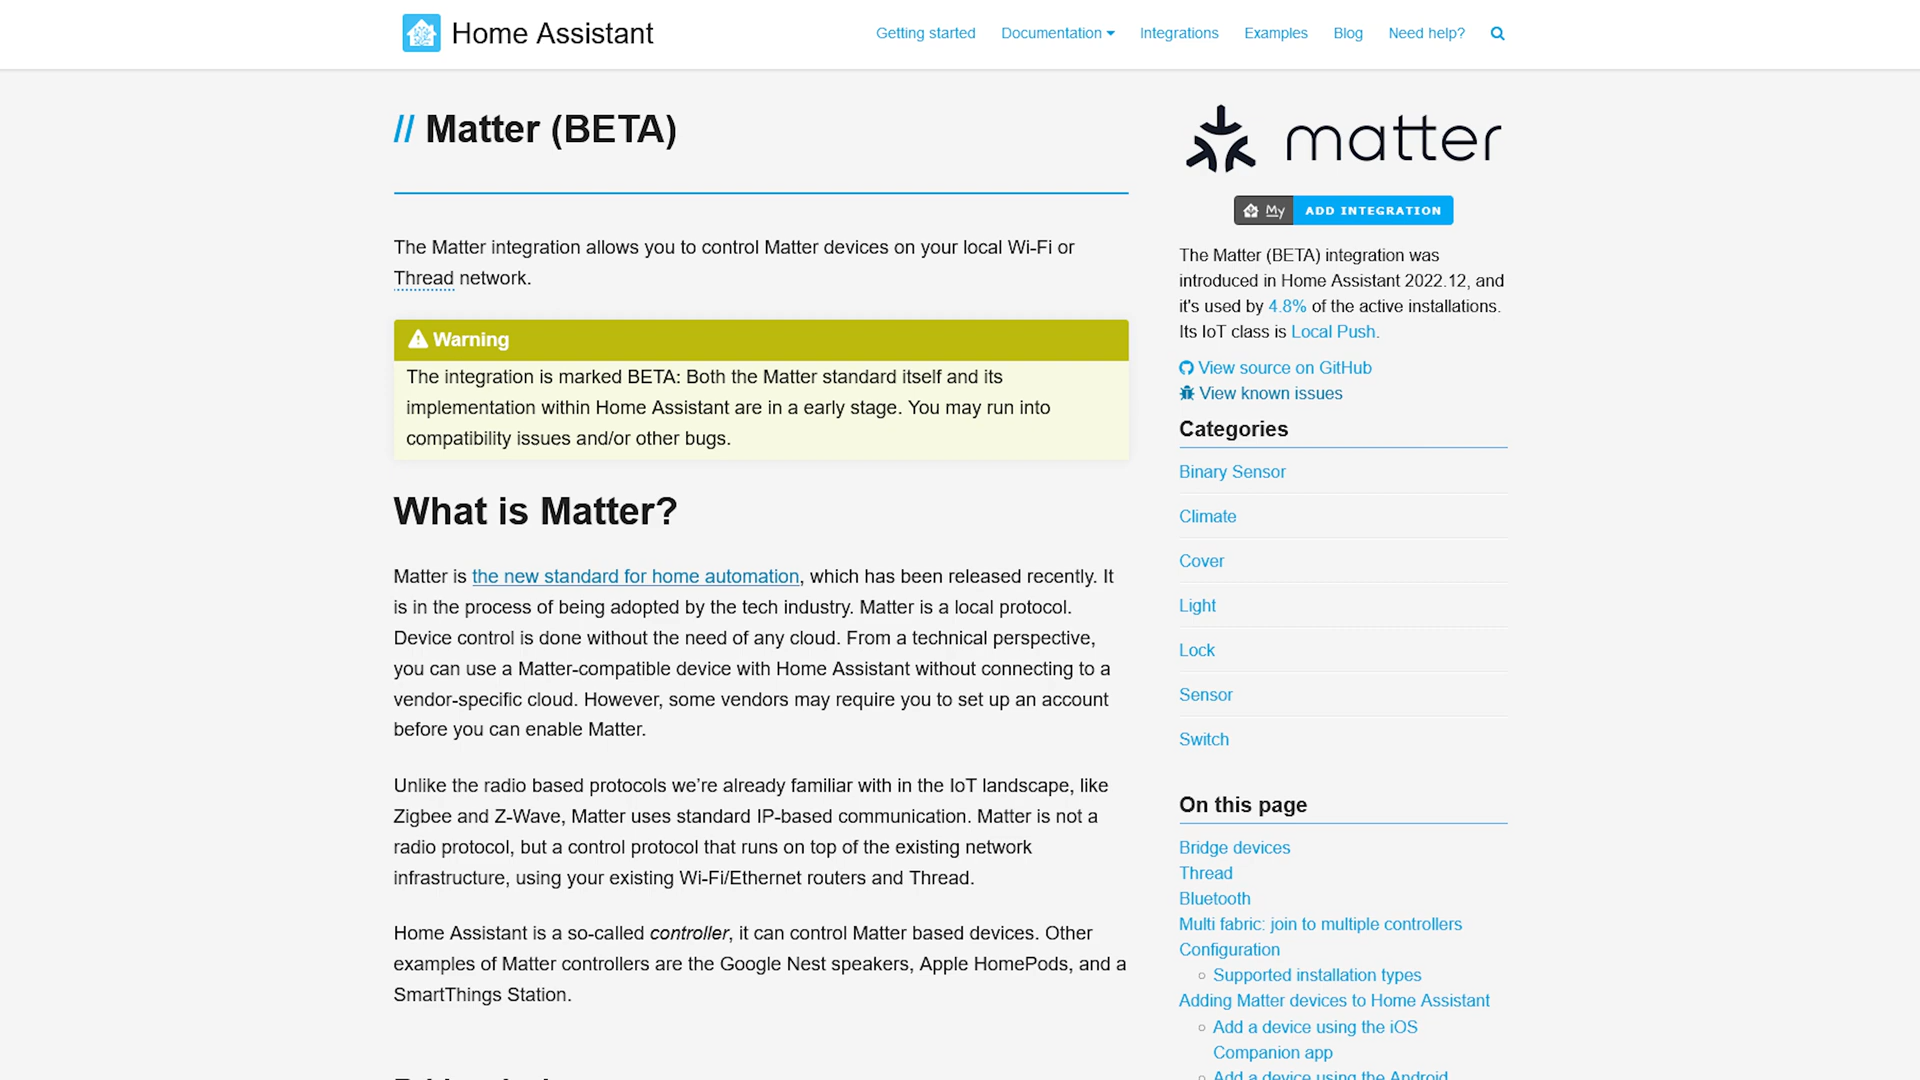 Home Assistant
Getting started Documentation Integrations Examples Blog Need help?
// Matter (BETA)
The Matter integration allows you to control Matter devices on your local Wi-Fi or
Thread network.
Warning
The integration is marked BETA: Both the Matter standard itself and its
implementation within Home Assistant are in a early stage. You may run into
compatibility issues and/or other bugs.
What is Matter?
Matter is the new standard for home automation, which has been released recently. It
is in the process of being adopted by the tech industry. Matter is a local protocol.
Device control is done without the need of any cloud. From a technical perspective,
you can use a Matter-compatible device with Home Assistant without connecting to a
vendor-specific cloud. However, some vendors may require you to set up an account
before you can enable Matter.
Unlike the radio based protocols we’re already familiar with in the IoT landscape, like
Zigbee and Z-Wave, Matter uses standard IP-based communication. Matter is not a
radio protocol, but a control protocol that runs on top of the existing network
infrastructure, using your existing Wi-Fi/Ethernet routers and Thread.
Home Assistant is a so-called controller, it can control Matter based devices. Other
examples of Matter controllers are the Google Nest speakers, Apple HomePods, and a
SmartThings Station.
matter
My ADD INTEGRATION
The Matter (BETA) integration was
introduced in Home Assistant 2022.12, and
it's used by 4.8% of the active installations.
Its IoT class is Local Push.
View source on GitHub
View known issues
Categories
Binary Sensor
Climate
Cover
Light
Lock
Sensor
Switch
On this page
Bridge devices
Thread
Bluetooth
Multi fabric: join to multiple controllers
Configuration
Supported installation types
Adding Matter devices to Home Assistant
Add a device using the iOS
Companion app
Add a device using the Android